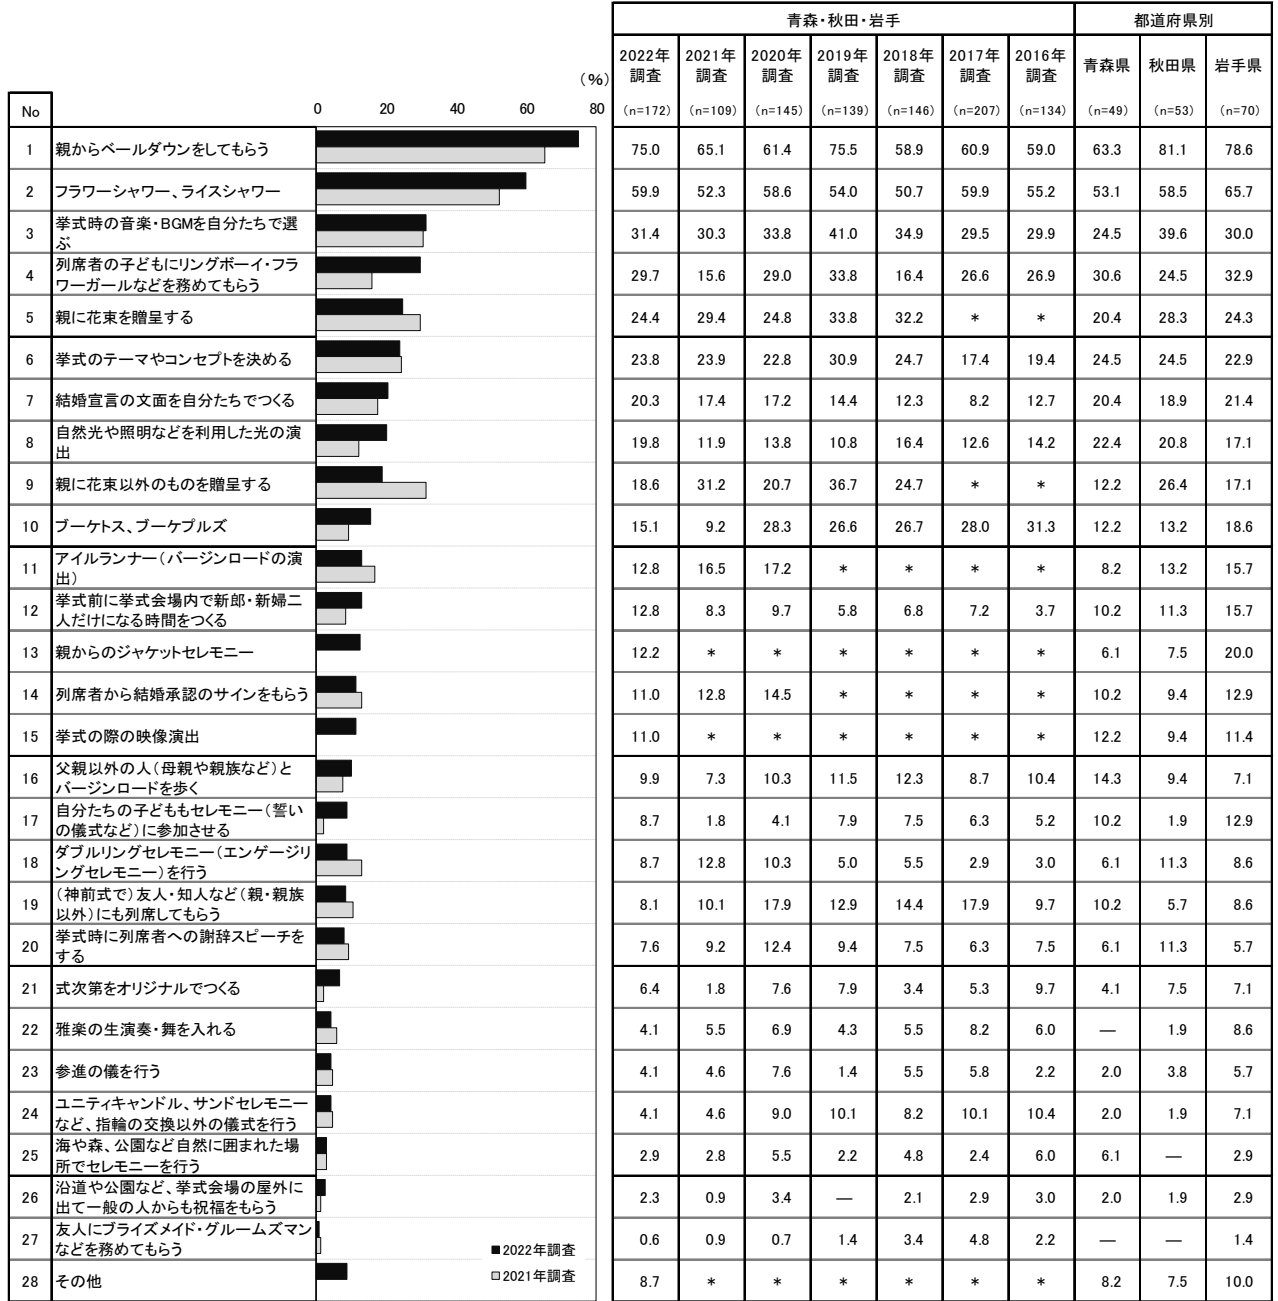 青森・秋田・岩手 都道府県別
2022年調査 2021年調査 2020年調査 2019年調査 2018年調査 2017年調査 2016年調査 青森県 秋田県 岩手県
(%)
No 0 20 40 60 80 (n=172) (n=109) (n=145) (n=139) (n=146) (n=207) (n=134) (n=49) (n=53) (n=70)
1 親からベールダウンをしてもらう 75.0 65.1 61.4 75.5 58.9 60.9 59.0 63.3 81.1 78.6
2 フラワーシャワー、ライスシャワー 59.9 52.3 58.6 54.0 50.7 59.9 55.2 53.1 58.5 65.7
3 挙式時の音楽・BGMを自分たちで選ぶ 31.4 30.3 33.8 41.0 34.9 29.5 29.9 24.5 39.6 30.0
4 列席者の子どもにリングボーイ・フラワーガールなどを務めてもらう 29.7 15.6 29.0 33.8 16.4 26.6 26.9 30.6 24.5 32.9
5 親に花束を贈呈する 24.4 29.4 24.8 33.8 32.2 * * 20.4 28.3 24.3
6 挙式のテーマやコンセプトを決める 23.8 23.9 22.8 30.9 24.7 17.4 19.4 24.5 24.5 22.9
7 結婚宣言の文面を自分たちでつくる 20.3 17.4 17.2 14.4 12.3 8.2 12.7 20.4 18.9 21.4
8 自然光や照明などを利用した光の演出 19.8 11.9 13.8 10.8 16.4 12.6 14.2 22.4 20.8 17.1
9 親に花束以外のものを贈呈する 18.6 31.2 20.7 36.7 24.7 * * 12.2 26.4 17.1
10 ブーケトス、ブーケプルズ 15.1 9.2 28.3 26.6 26.7 28.0 31.3 12.2 13.2 18.6
11 アイルランナー(バージンロードの演出) 12.8 16.5 17.2 * * * * 8.2 13.2 15.7
12 挙式前に挙式会場内で新郎・新婦二人だけになる時間をつくる 12.8 8.3 9.7 5.8 6.8 7.2 3.7 10.2 11.3 15.7
13 親からのジャケットセレモニー 12.2 * * * * * * 6.1 7.5 20.0
14 列席者から結婚承認のサインをもらう 11.0 12.8 14.5 * * * * 10.2 9.4 12.9
15 挙式の際の映像演出 11.0 * * * * * * 12.2 9.4 11.4
16 父親以外の人(母親や親族など)とバージンロードを歩く 9.9 7.3 10.3 11.5 12.3 8.7 10.4 14.3 9.4 7.1
17 自分たちの子どももセレモニー(誓いの儀式など)に参加させる 8.7 1.8 4.1 7.9 7.5 6.3 5.2 10.2 1.9 12.9
18 ダブルリングセレモニー(エンゲージリングセレモニー)を行う 8.7 12.8 10.3 5.0 5.5 2.9 3.0 6.1 11.3 8.6
19 (神前式で)友人・知人など(親・親族以外)にも列席してもらう 8.1 10.1 17.9 12.9 14.4 17.9 9.7 10.2 5.7 8.6
20 挙式時に列席者への謝辞スピーチをする 7.6 9.2 12.4 9.4 7.5 6.3 7.5 6.1 11.3 5.7
21 式次第をオリジナルでつくる 6.4 1.8 7.6 7.9 3.4 5.3 9.7 4.1 7.5 7.1
22 雅楽の生演奏・舞を入れる 4.1 5.5 6.9 4.3 5.5 8.2 6.0 — 1.9 8.6
23 参進の儀を行う 4.1 4.6 7.6 1.4 5.5 5.8 2.2 2.0 3.8 5.7
24 ユニティキャンドル、サンドセレモニーなど、指輪の交換以外の儀式を行う 4.1 4.6 9.0 10.1 8.2 10.1 10.4 2.0 1.9 7.1
25 海や森、公園など自然に囲まれた場所でセレモニーを行う 2.9 2.8 5.5 2.2 4.8 2.4 6.0 6.1 — 2.9
26 沿道や公園など、挙式会場の屋外に出て一般の人からも祝福をもらう 2.3 0.9 3.4 — 2.1 2.9 3.0 2.0 1.9 2.9
27 友人にブライズメイド・グルームズマンなどを務めてもらう 0.6 0.9 0.7 1.4 3.4 4.8 2.2 — — 1.4
28 その他 8.7 * * * * * * 8.2 7.5 10.0
■2022年調査
□2021年調査